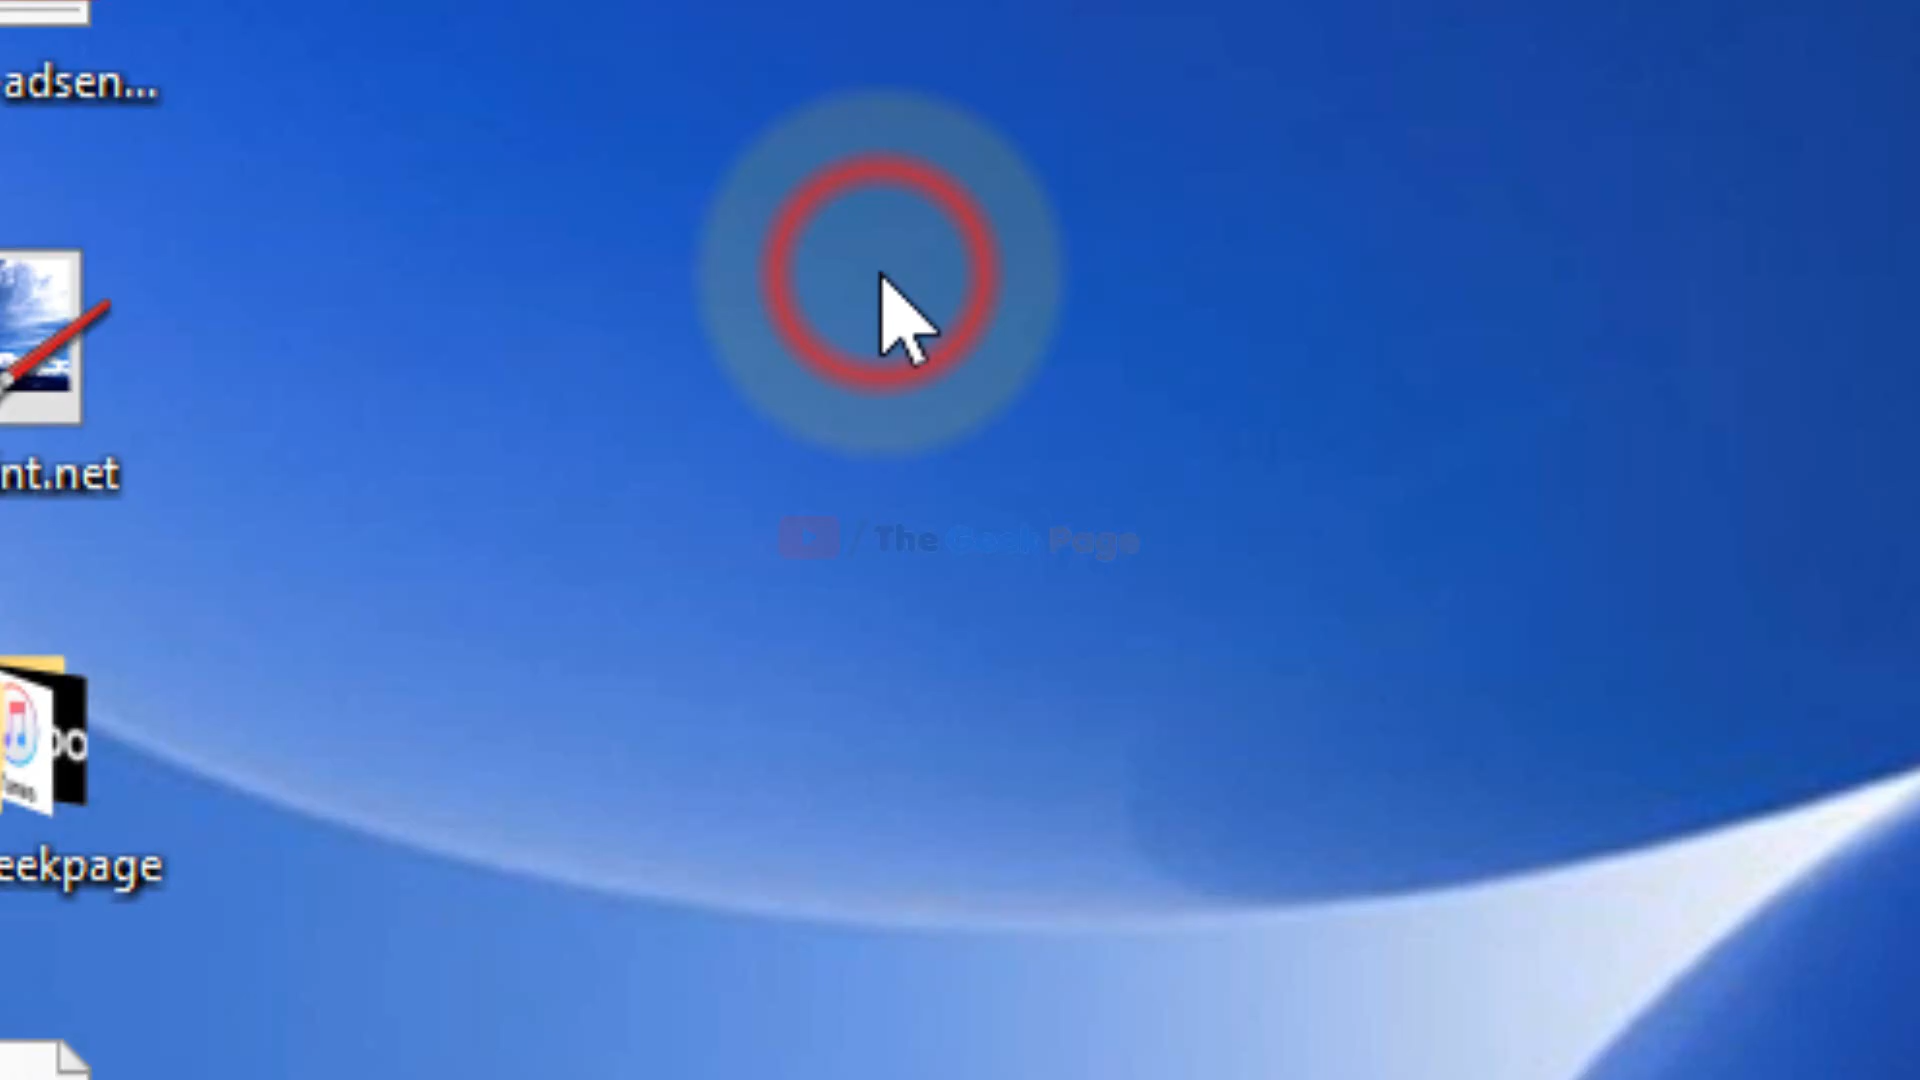 adsen...
nt.net
/ The Geek Page
eekpage